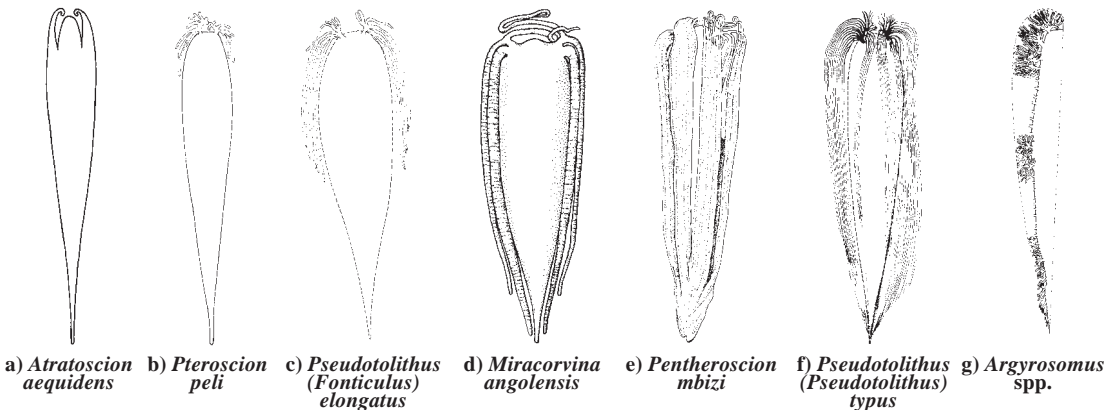 a) Atratoscion
aequidens
b) Pteroscion
peli
c) Pseudotolithus
(Fonticulus)
elongatus
d) Miracorvina
angolensis
e) Pentheroscion
mbizi
f) Pseudotolithus
(Pseudotolithus)
typus
g) Argyrosomus
spp.